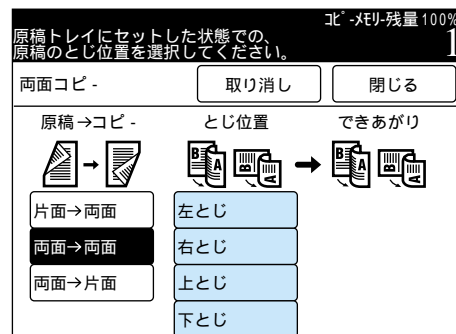 コピーメモリー残量100%
原稿トレイにセットした状態での、
原稿のとじ位置を選択してください。
1
両面コピー
取り消し
閉じる
原稿→コピー
とじ位置
できあがり
B
A
B
A
B
A
B
A
片面→両面
両面→両面
両面→片面
左とじ
右とじ
上とじ
下とじ